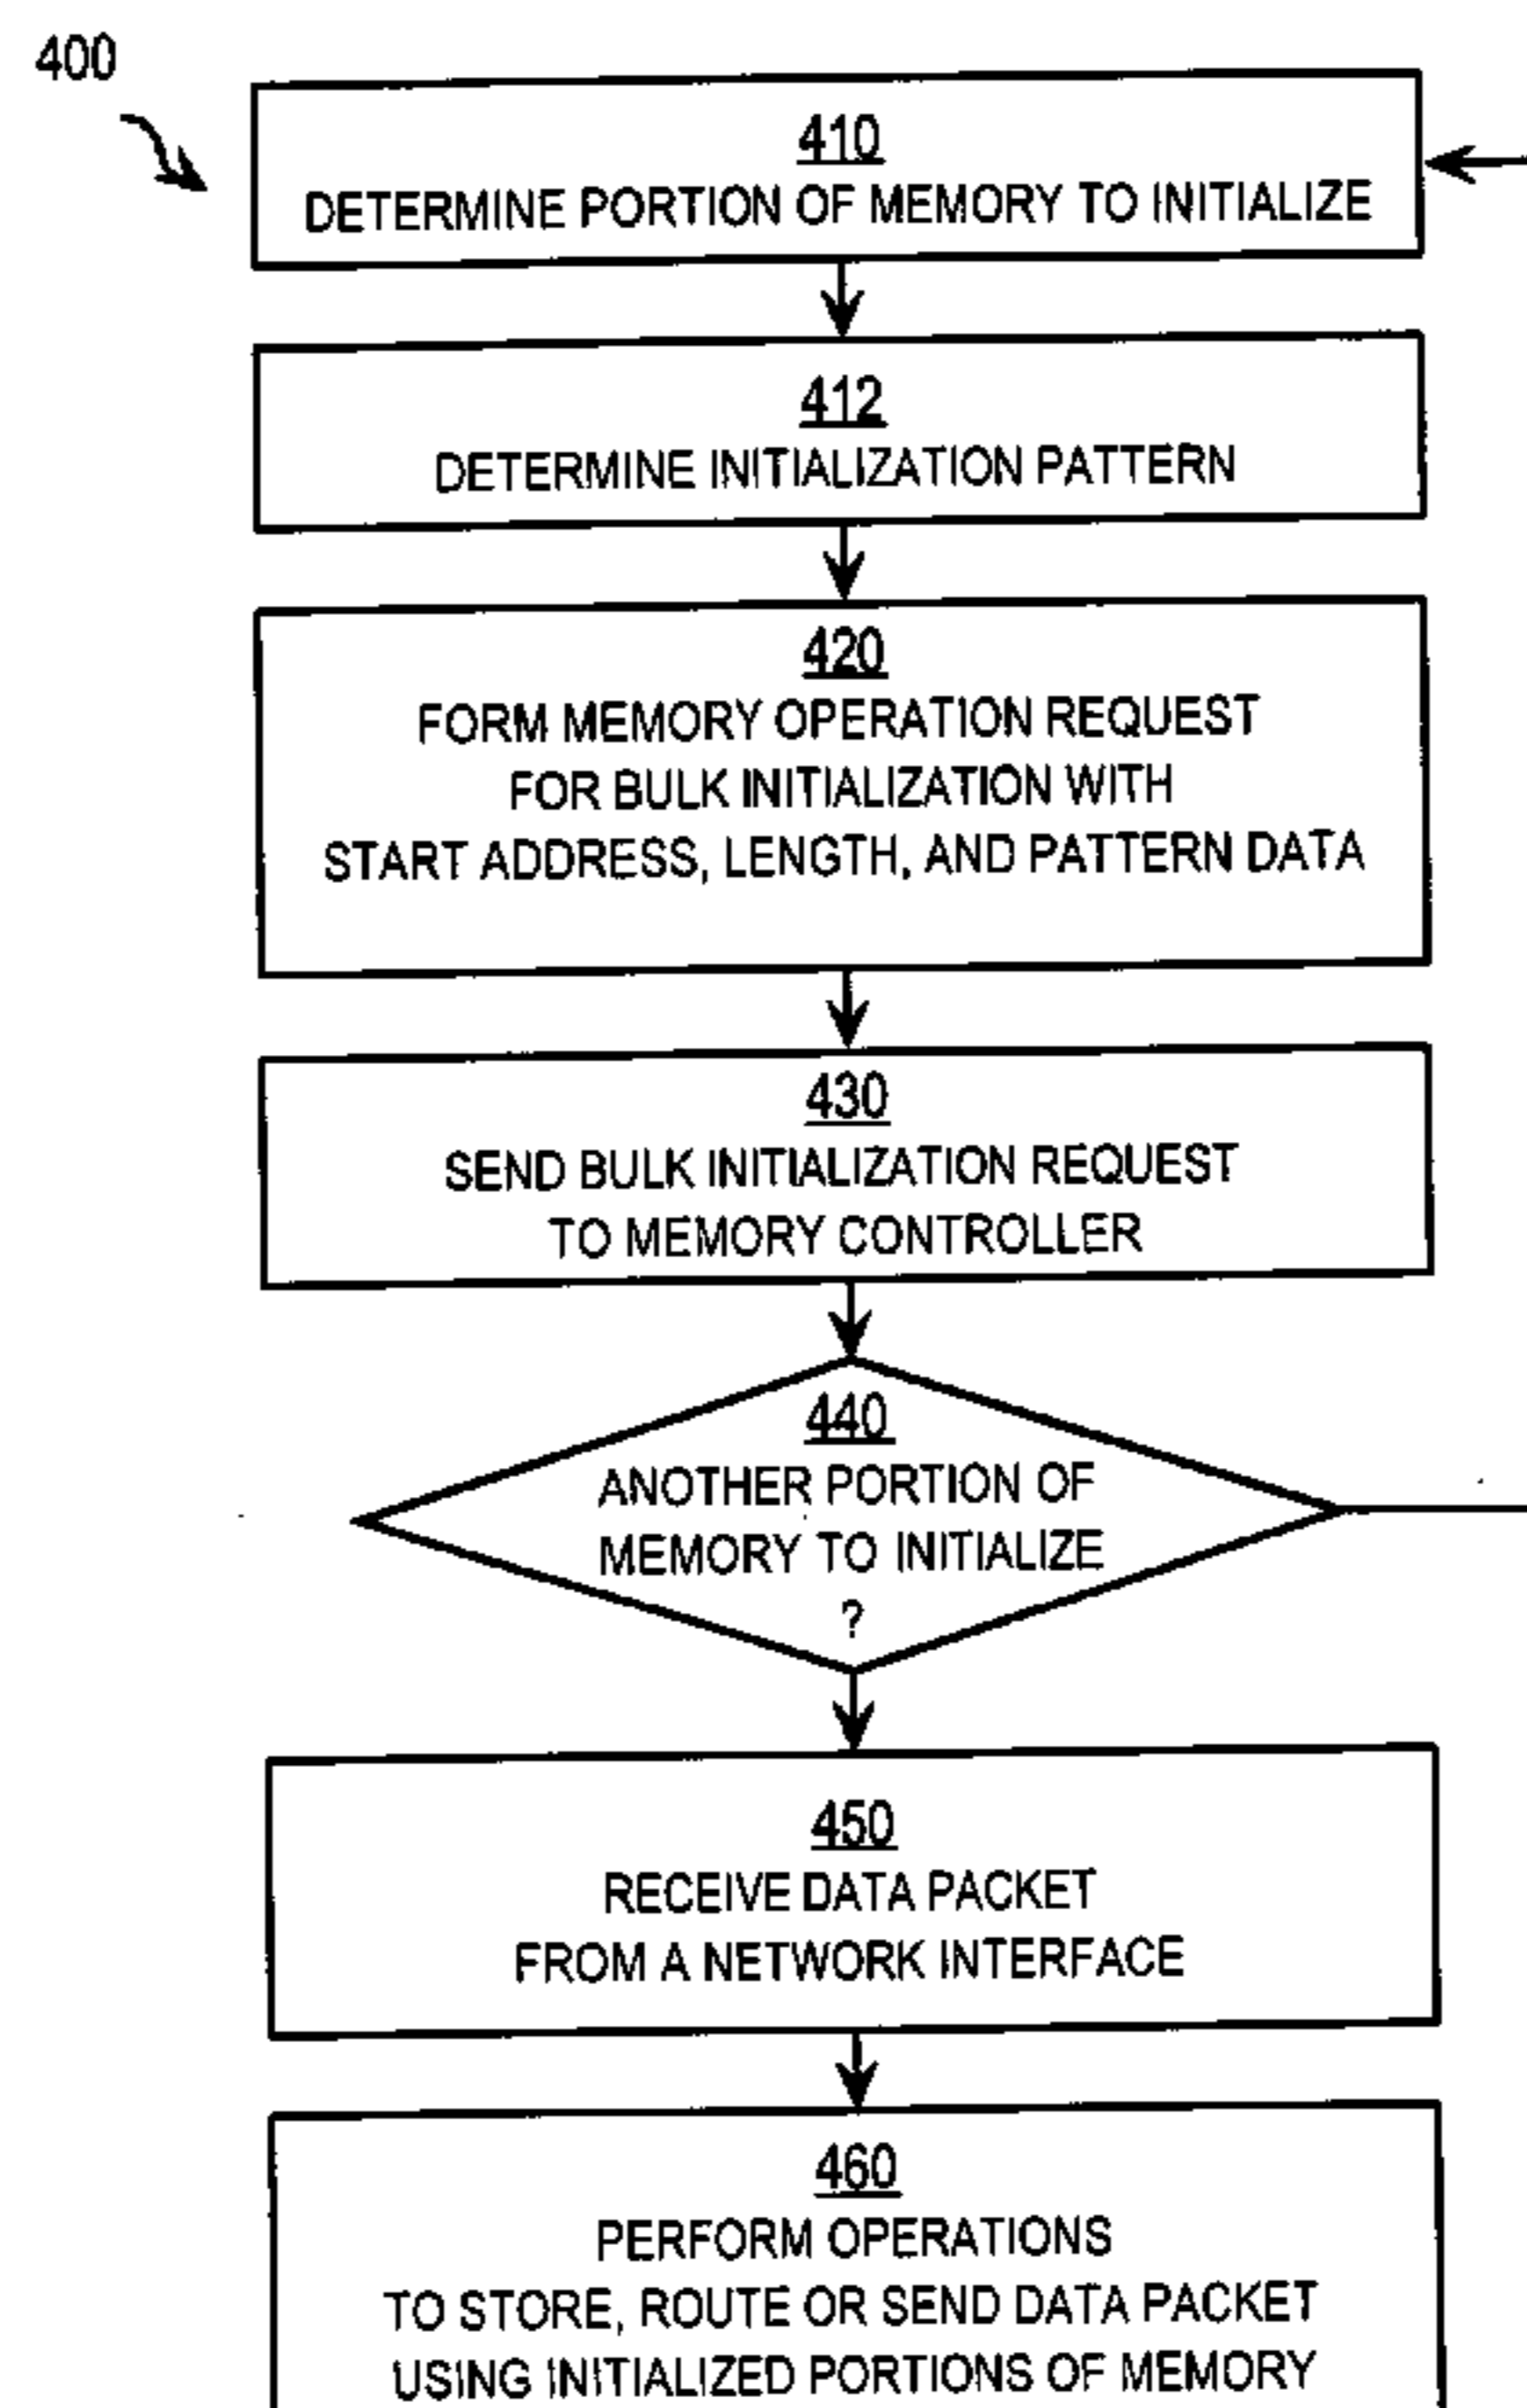 400
410
DETERMINE PORTION OF MEMORY TO INITIALIZE
412
DETERMINE INITIALIZATION PATTERN
420
FORM MEMORY OPERATION REQUEST
FOR BULK INITIALIZATION WITH
START ADDRESS, LENGTH, AND PATTERN DATA
430
SEND BULK INITIALIZATION REQUEST
TO MEMORY CONTROLLER
440
ANOTHER PORTION OF
MEMORY TO INITIALIZE
?
450
RECEIVE DATA PACKET
FROM A NETWORK INTERFACE
460
PERFORM OPERATIONS
TO STORE, ROUTE OR SEND DATA PACKET
USING INITIALIZED PORTIONS OF MEMORY